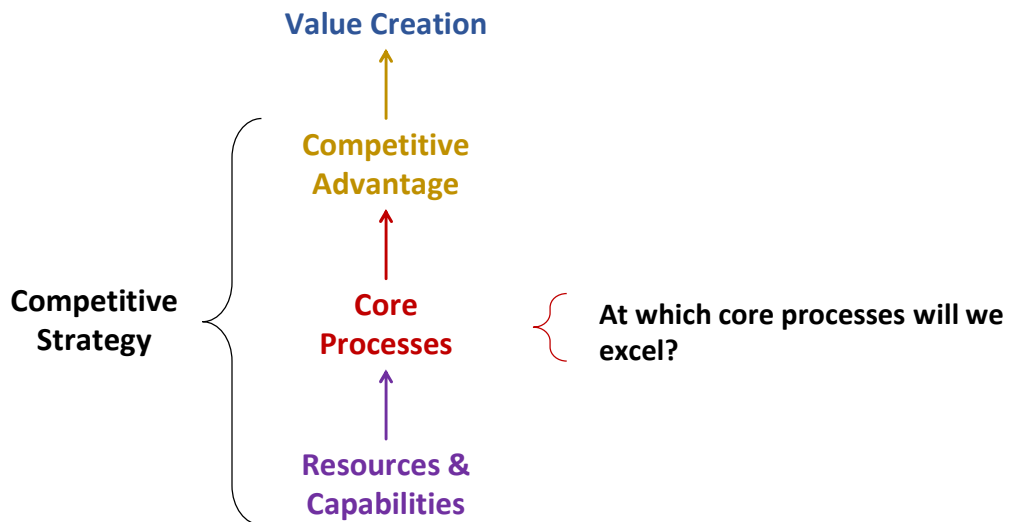 Value Creation
Competitive
Advantage
Competitive
Strategy
Core
Processes
At which core processes will we
excel?
Resources &
Capabilities